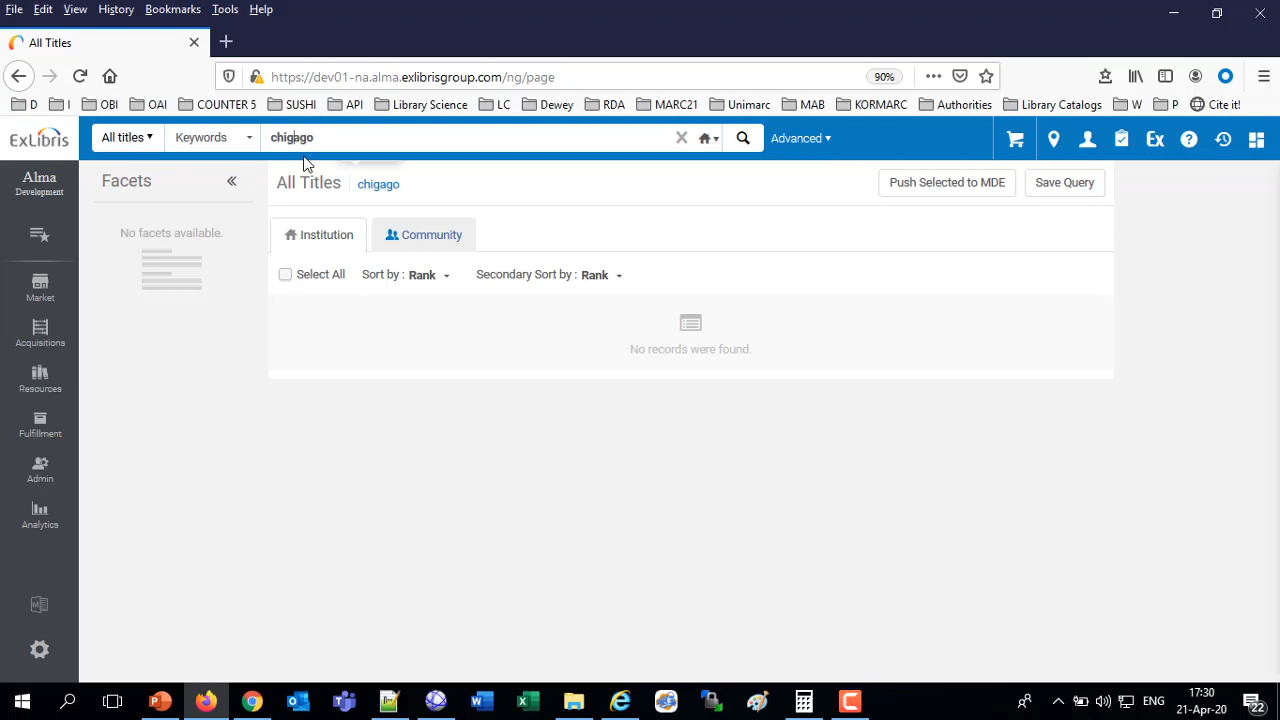 File Edit View History Bookmarks Tools Help
All Titles
https://dev01-na.alma.exlibrisgroup.com/ng/page 90%
D I OBI OAI COUNTER 5 SUSHI API Library Science LC Dewey RDA MARC21 Unimarc MAB KORMARC Authorities Library Catalogs W P Cite it!
ExLibris All titles Keywords chigago Advanced Ex
Alma
Development
Facets
All Titles chigago Push Selected to MDE Save Query
No facets available.
Institution Community
Select All Sort by : Rank Secondary Sort by : Rank
No records were found.
Market
Acquisitions
Resources
Fulfillment
Admin
Analytics
ENG 17:30
21-Apr-20 22